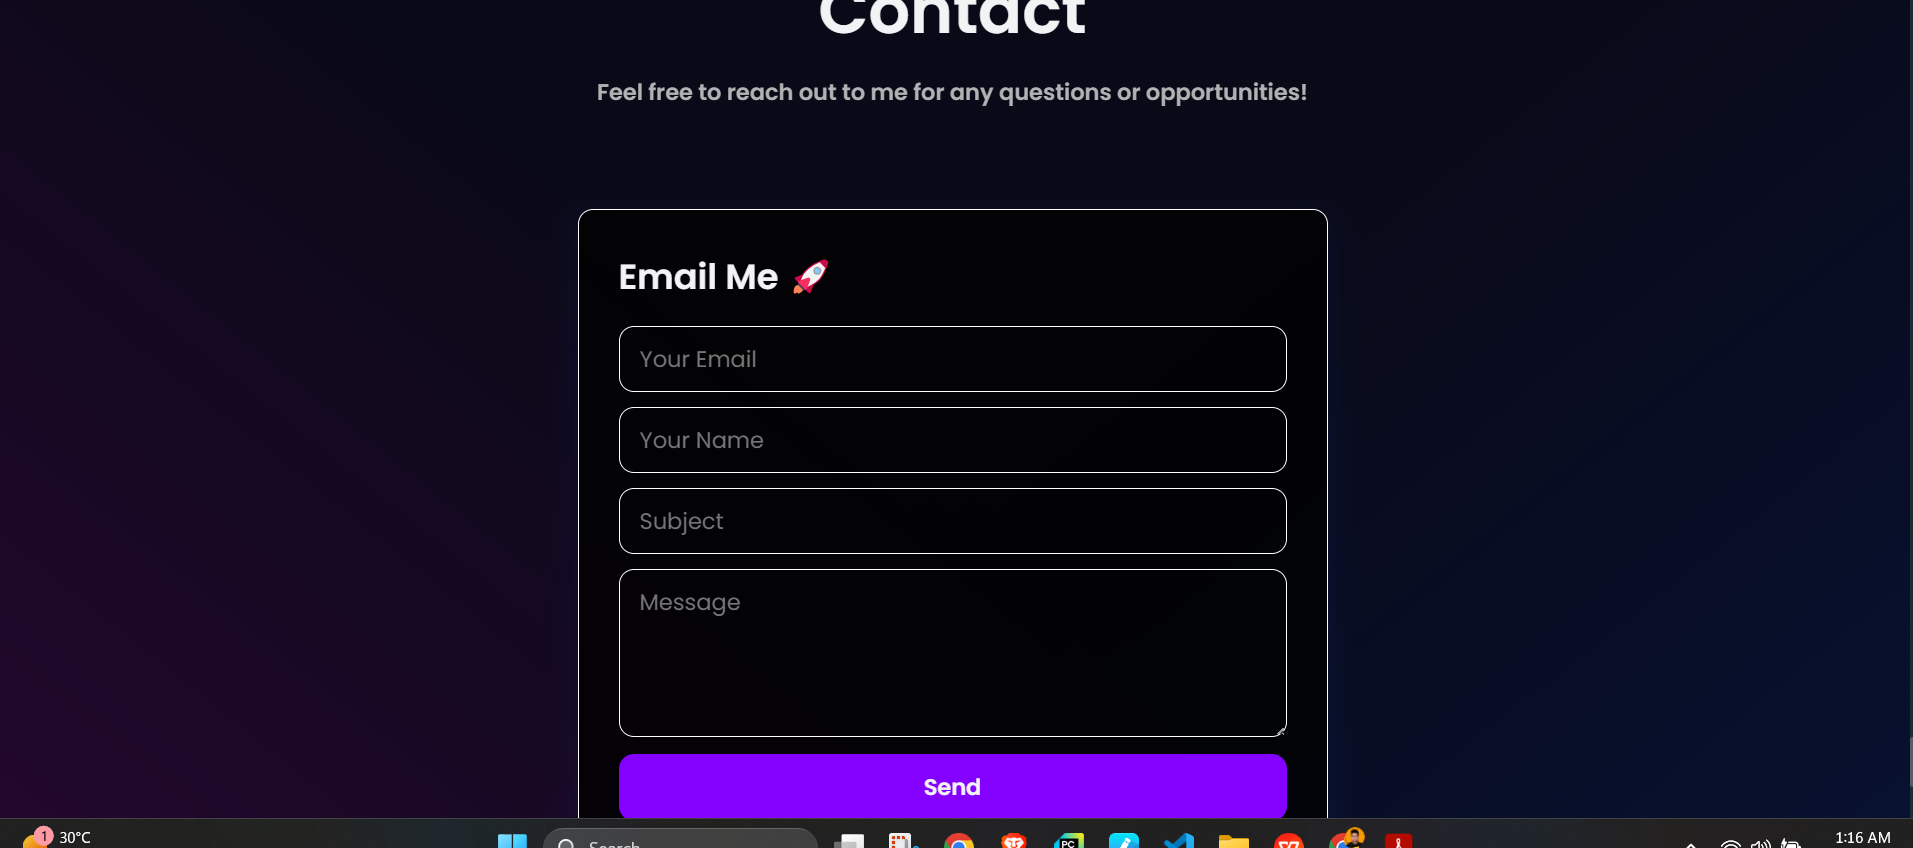 Contact
Feel free to reach out to me for any questions or opportunities!
Email Me 🚀
Your Email
Your Name
Subject
Message
Send
1
30°C
Search
PC
1:16 AM